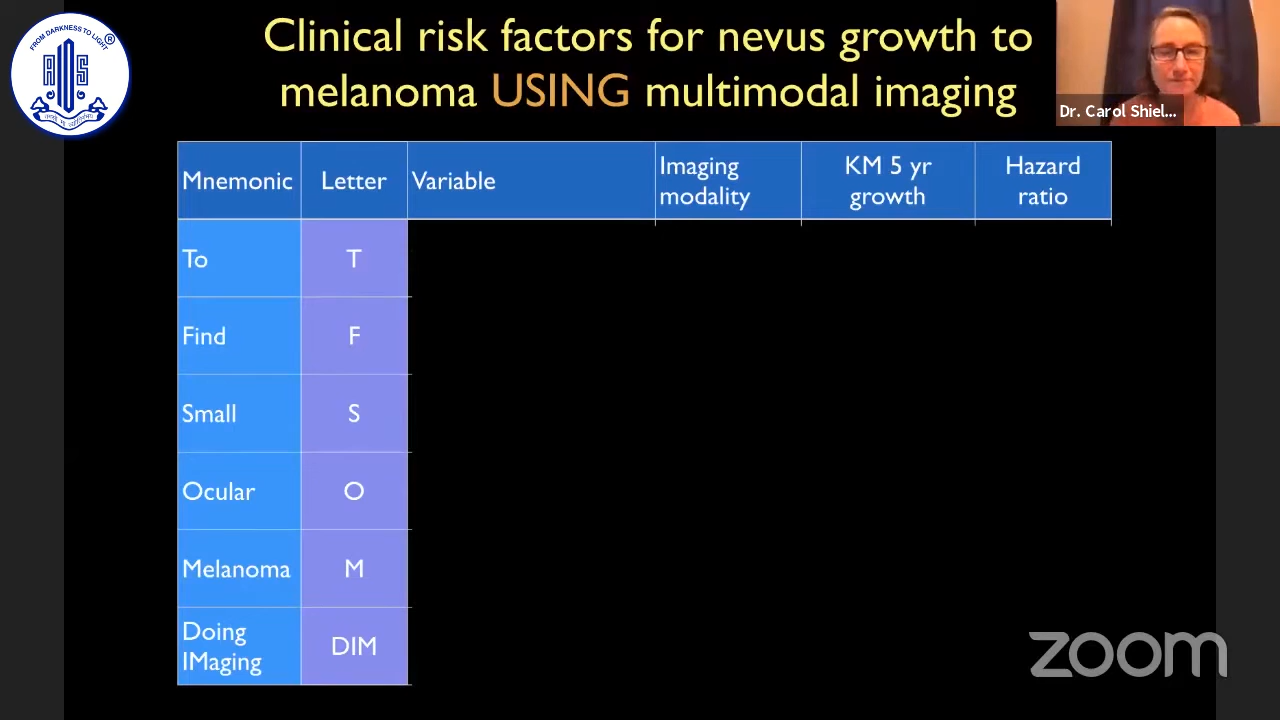 FROM DARKNESS TO LIGHT
®
AIOS
Clinical risk factors for nevus growth to
melanoma USING multimodal imaging
Dr. Carol Shiel...
Mnemonic Letter Variable Imaging modality KM 5 yr growth Hazard ratio
To T
Find F
Small S
Ocular O
Melanoma M
Doing IMaging DIM
zoom